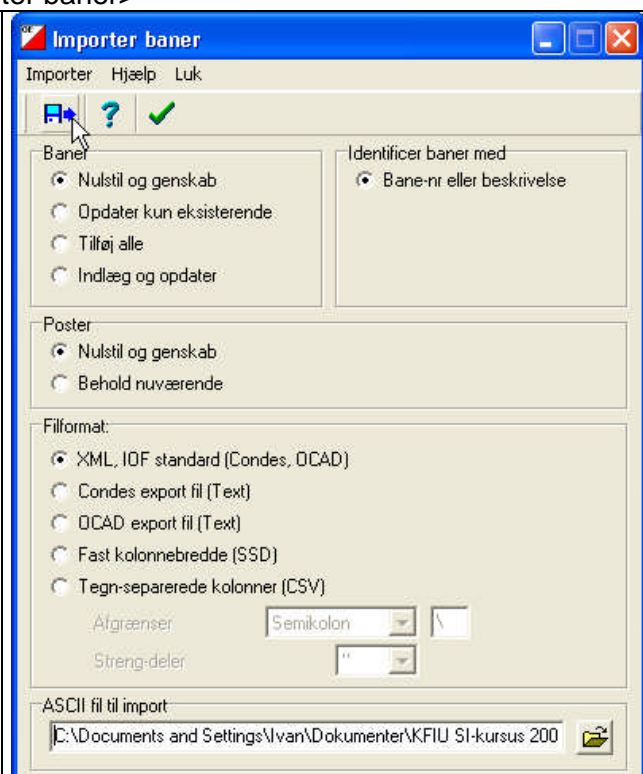 ter baner>
OE Importer baner
Importer Hjælp Luk
Baner
Nulstil og genskab
Opdater kun eksisterende
Tilføj alle
Indlæg og opdater
Identificer baner med
Bane-nr eller beskrivelse
Poster
Nulstil og genskab
Behold nuværende
Filformat:
XML, IOF standard (Condes, OCAD)
Condes export fil (Text)
OCAD export fil (Text)
Fast kolonnebredde (SSD)
Tegn-separerede kolonner (CSV)
Afgrænser Semikolon \
Streng-deler "
ASCII fil til import
C:\Documents and Settings\Ivan\Dokumenter\KFIU SI-kursus 200